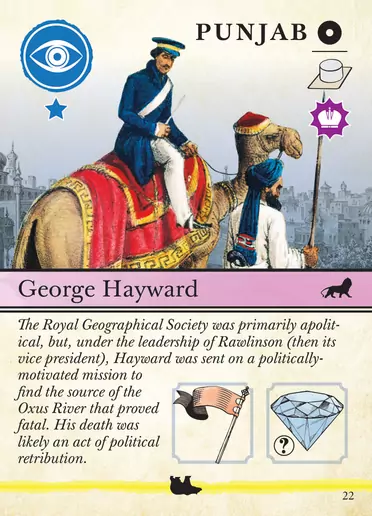 PUNJAB
George Hayward
The Royal Geographical Society was primarily apolit-
ical, but, under the leadership of Rawlinson (then its
vice president), Hayward was sent on a politically-
motivated mission to
find the source of the
Oxus River that proved
fatal. His death was
likely an act of political
retribution.
?
22